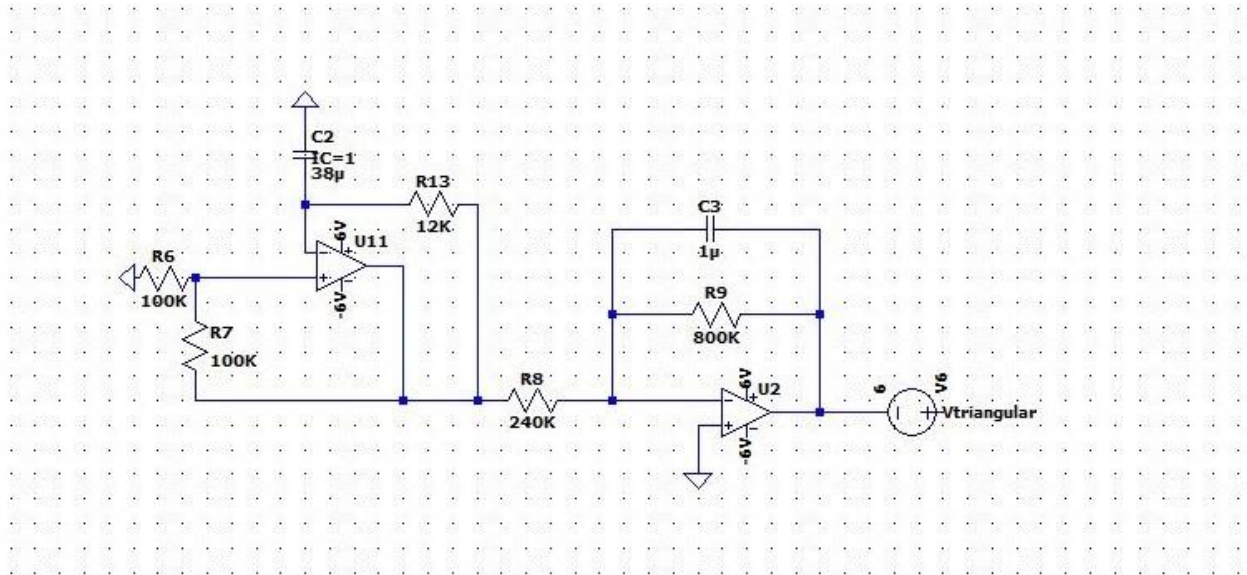 C2
IC=1
38µ
R13
12K
6V
U11
-6V
R6
100K
R7
100K
C3
1µ
R9
800K
R8
240K
6V
U2
-6V
6
V6
Vtriangular